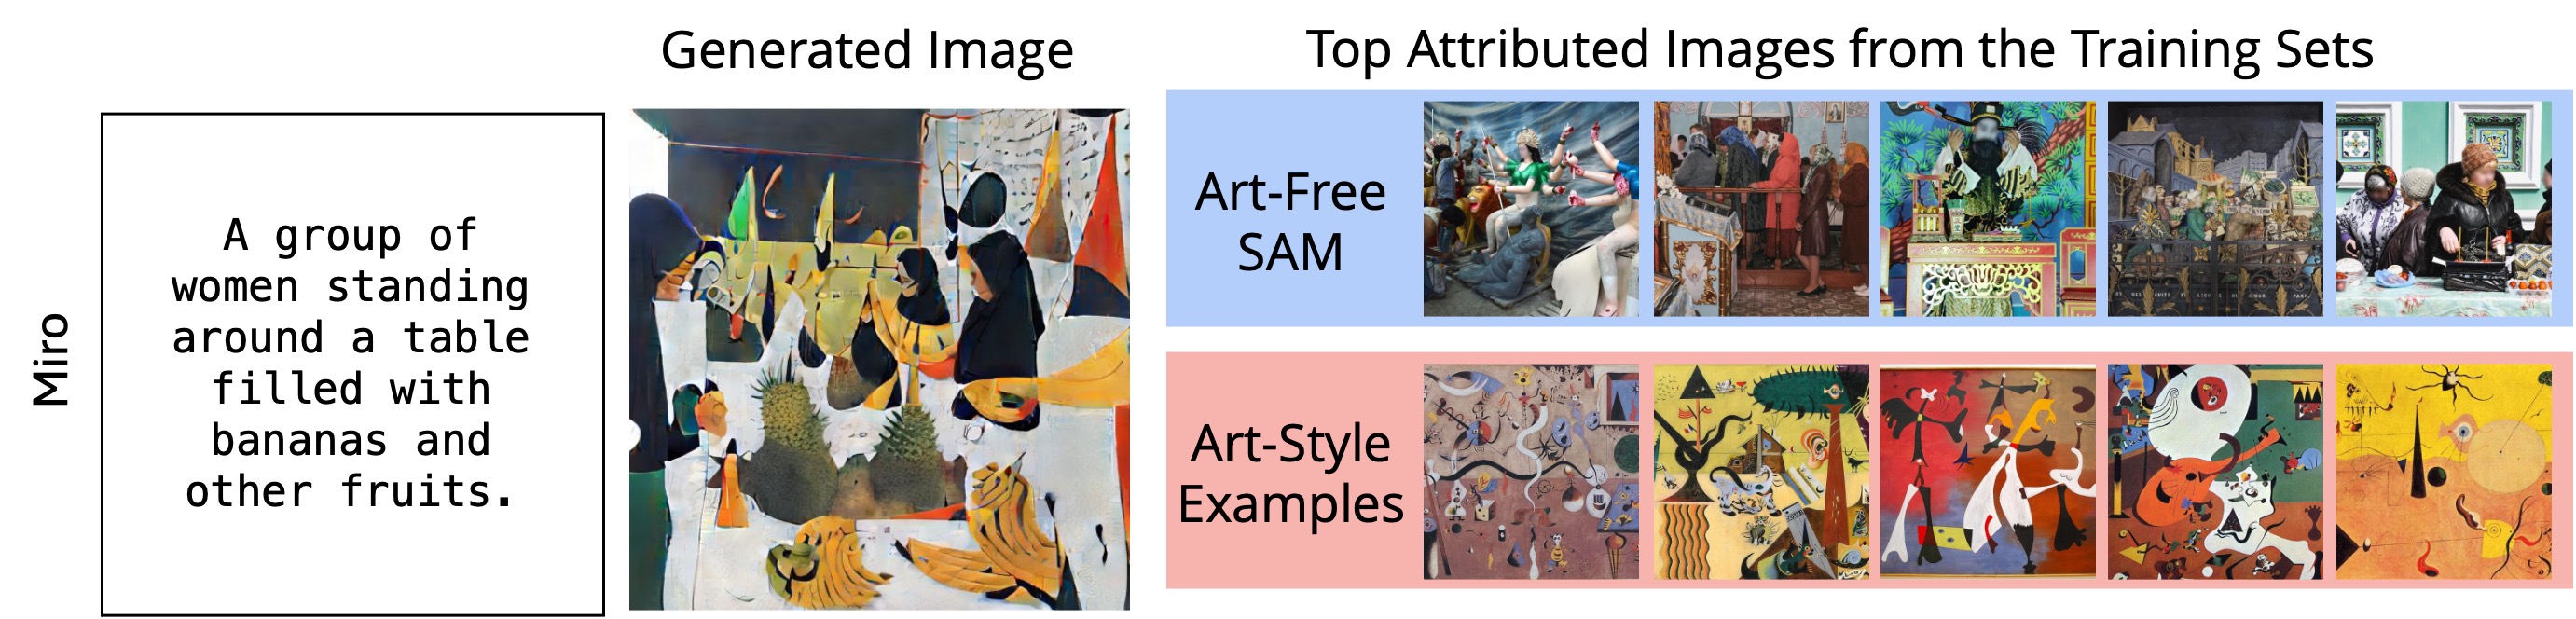 Generated Image
Top Attributed Images from the Training Sets
Miro
A group of
women standing
around a table
filled with
bananas and
other fruits.
Art-Free
SAM
Art-Style
Examples